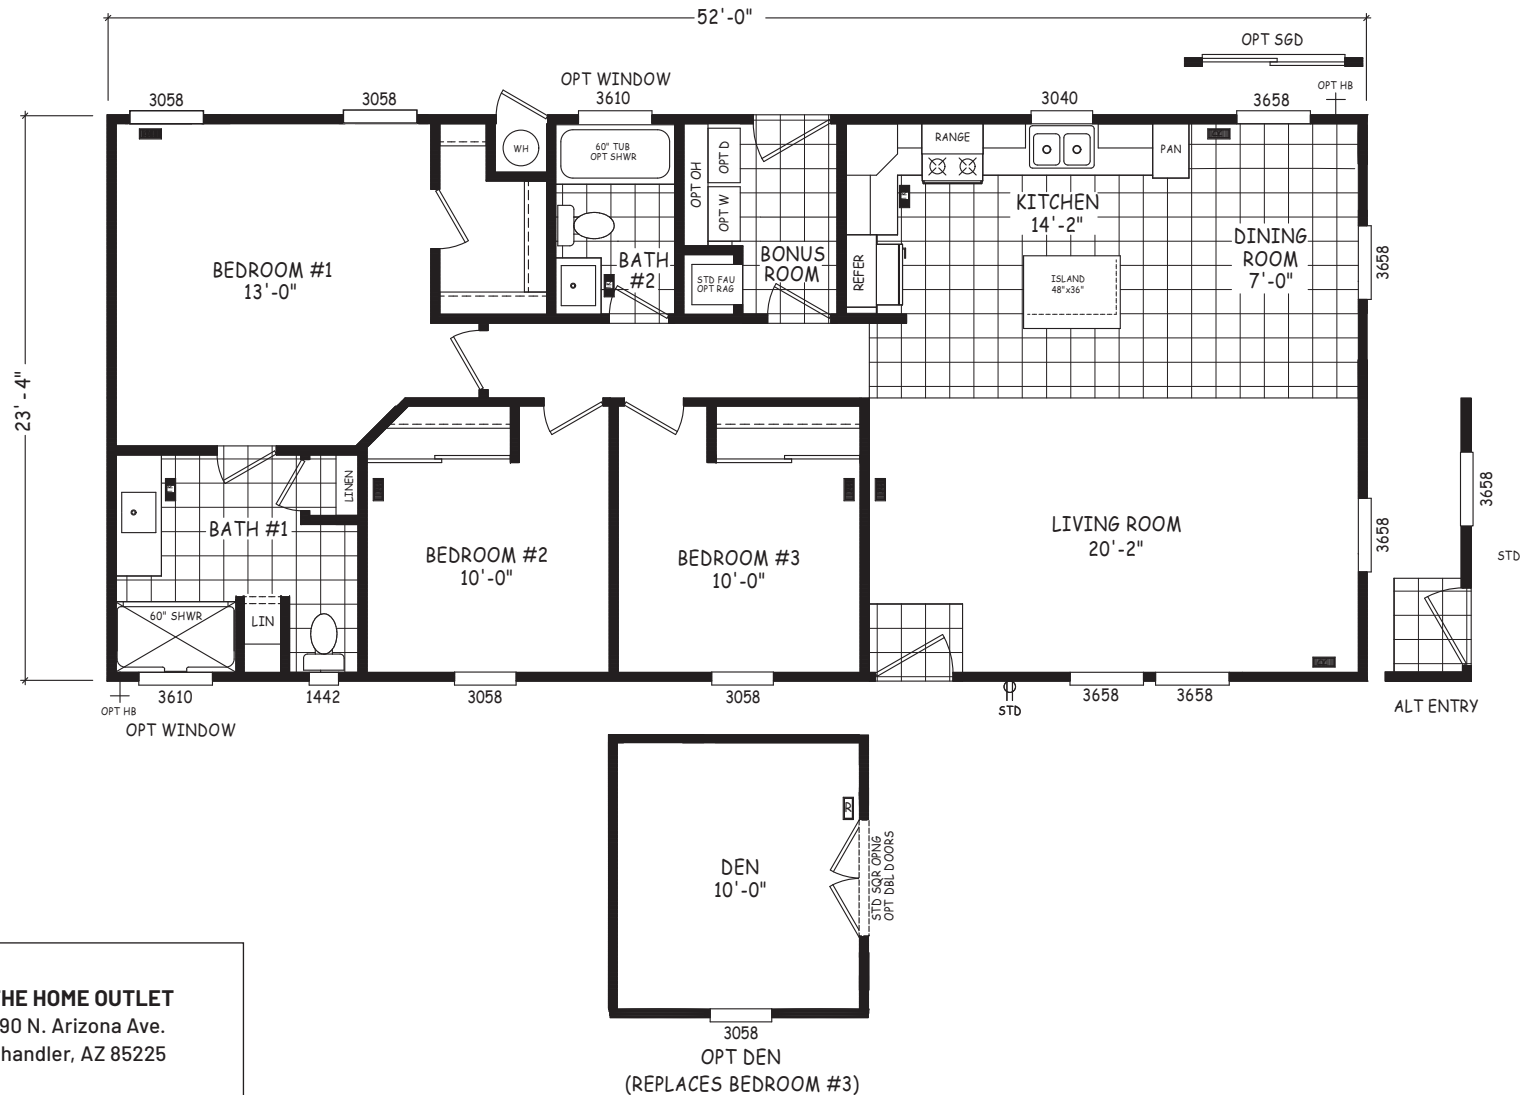 52'-0"
OPT SGD
OPT HB
OPT WINDOW
3058
3058
3610
3040
3658
WH
60" TUB
OPT SHWR
OPT OH
OPT D
OPT W
RANGE
PAN
KITCHEN
14'-2"
DINING
ROOM
7'-0"
3658
BEDROOM #1
13'-0"
BATH
#2
STD FAU
OPT RAG
BONUS
ROOM
REFER
ISLAND
48"x36"
23'-4"
LINEN
BATH #1
BEDROOM #2
10'-0"
BEDROOM #3
10'-0"
LIVING ROOM
20'-2"
3658
3658
STD
60" SHWR
LIN
OPT HB
3610
OPT WINDOW
1442
3058
3058
STD
3658
3658
ALT ENTRY
DEN
10'-0"
R
STD SQR OPNG
OPT DBL DOORS
3058
OPT DEN
(REPLACES BEDROOM #3)
HE HOME OUTLET
90 N. Arizona Ave.
handler, AZ 85225